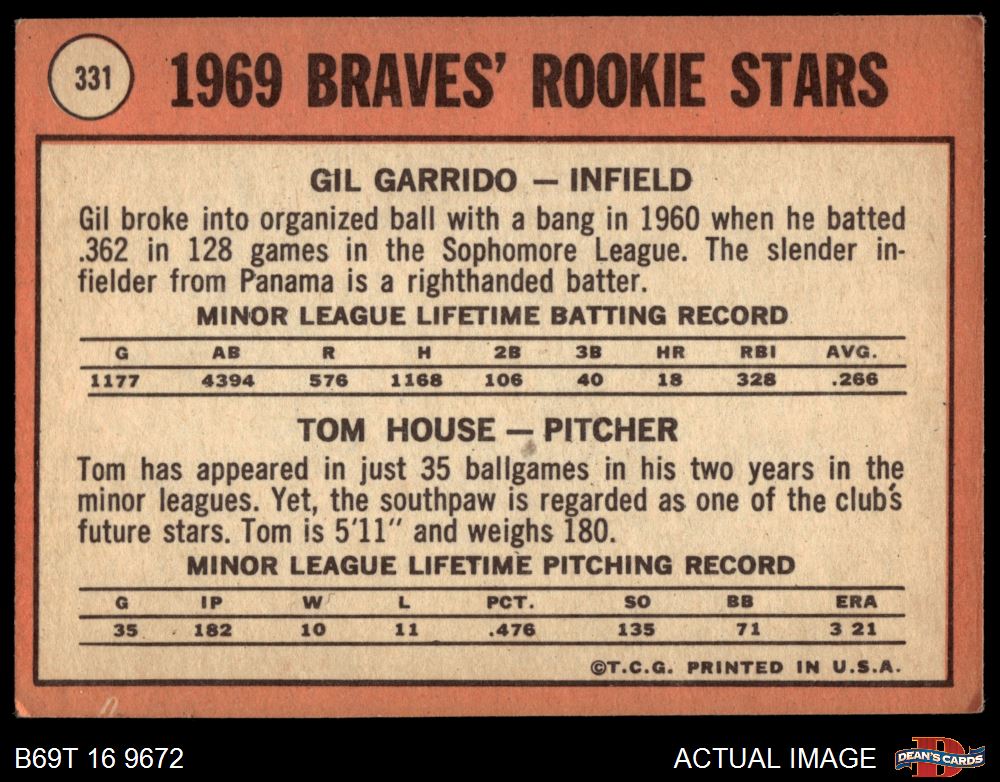 331
1969 BRAVES' ROOKIE STARS
GIL GARRIDO — INFIELD
Gil broke into organized ball with a bang in 1960 when he batted
.362 in 128 games in the Sophomore League. The slender in-
fielder from Panama is a righthanded batter.
MINOR LEAGUE LIFETIME BATTING RECORD
G AB R H 2B 3B HR RBI AVG.
1177 4394 576 1168 106 40 18 328 .266
TOM HOUSE — PITCHER
Tom has appeared in just 35 ballgames in his two years in the
minor leagues. Yet, the southpaw is regarded as one of the club's
future stars. Tom is 5'11" and weighs 180.
MINOR LEAGUE LIFETIME PITCHING RECORD
G IP W L PCT. SO BB ERA
35 182 10 11 .476 135 71 3 21
©T.C.G. PRINTED IN U.S.A.
B69T 16 9672
ACTUAL IMAGE
D
DEAN'S CARDS